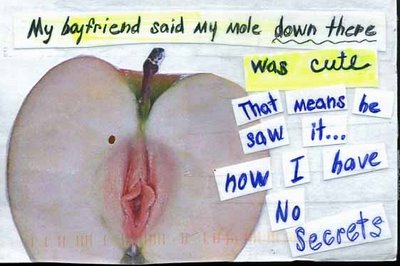 My boyfriend said my mole down there
was cute
That means he
saw it...
now I have
No
Secrets